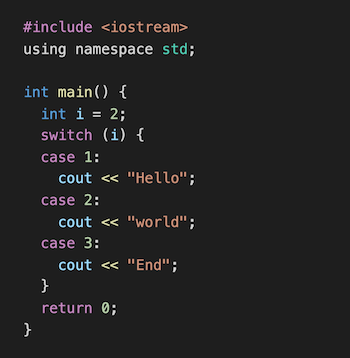 #include <iostream>
using namespace std;

int main() {
  int i = 2;
  switch (i) {
  case 1:
    cout << "Hello";
  case 2:
    cout << "world";
  case 3:
    cout << "End";
  }
  return 0;
}